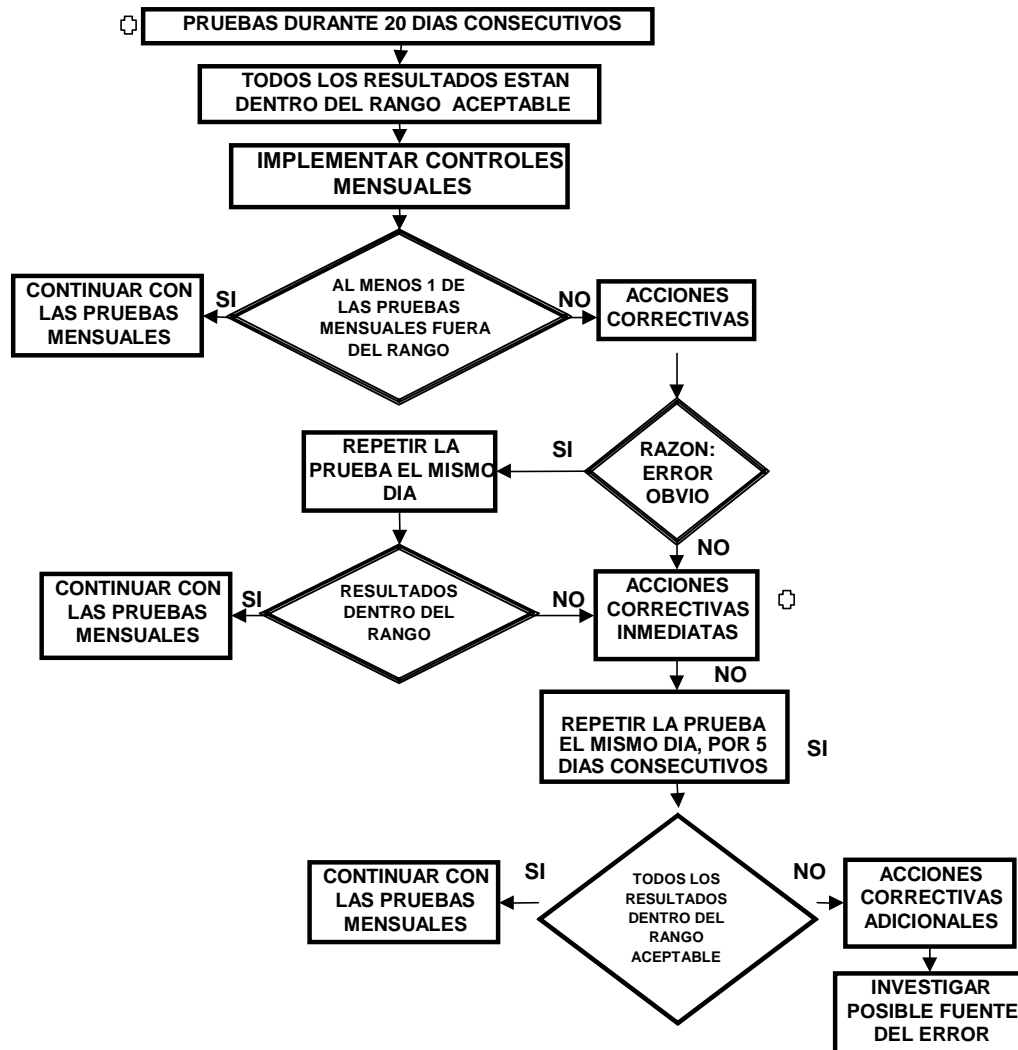 PRUEBAS DURANTE 20 DIAS CONSECUTIVOS
TODOS LOS RESULTADOS ESTAN
DENTRO DEL RANGO ACEPTABLE
IMPLEMENTAR CONTROLES
MENSUALES
CONTINUAR CON
LAS PRUEBAS
MENSUALES
SI
AL MENOS 1 DE
LAS PRUEBAS
MENSUALES FUERA
DEL RANGO
NO
ACCIONES
CORRECTIVAS
REPETIR LA
PRUEBA EL MISMO
DIA
SI
RAZON:
ERROR
OBVIO
NO
CONTINUAR CON
LAS PRUEBAS
MENSUALES
SI
RESULTADOS
DENTRO DEL
RANGO
NO
ACCIONES
CORRECTIVAS
INMEDIATAS
NO
REPETIR LA PRUEBA
EL MISMO DIA, POR 5
DIAS CONSECUTIVOS
SI
CONTINUAR CON
LAS PRUEBAS
MENSUALES
SI
TODOS LOS
RESULTADOS
DENTRO DEL
RANGO
ACEPTABLE
NO
ACCIONES
CORRECTIVAS
ADICIONALES
INVESTIGAR
POSIBLE FUENTE
DEL ERROR